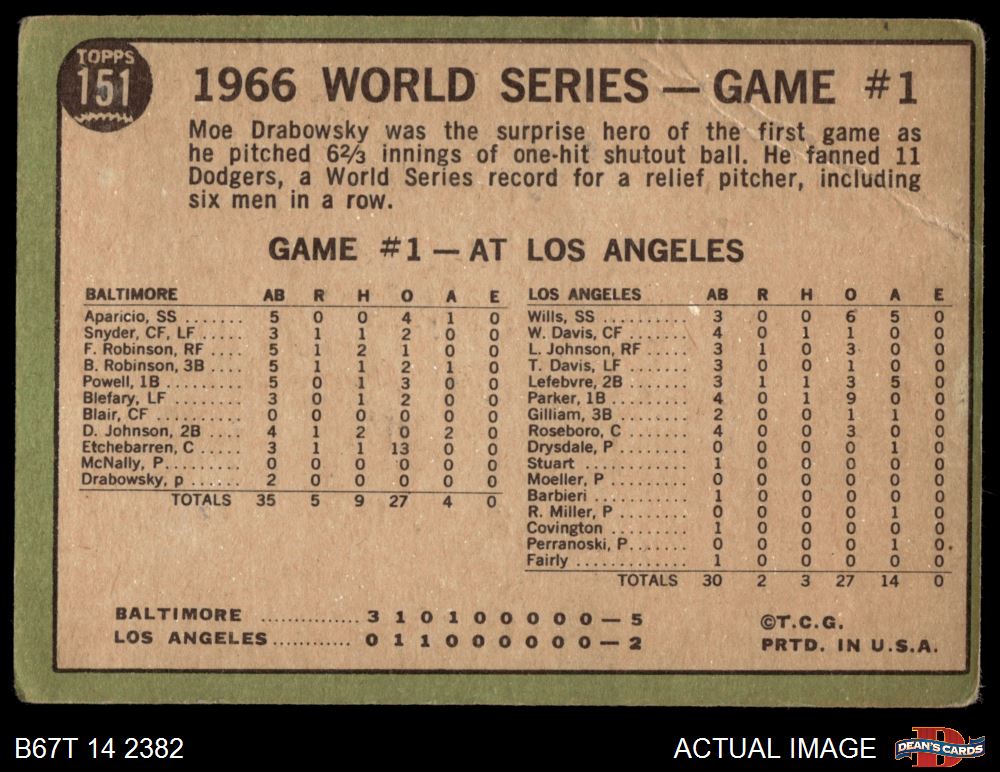 TOPPS
151
1966 WORLD SERIES — GAME #1
Moe Drabowsky was the surprise hero of the first game as
he pitched 6⅔ innings of one-hit shutout ball. He fanned 11
Dodgers, a World Series record for a relief pitcher, including
six men in a row.
GAME #1 — AT LOS ANGELES
BALTIMORE AB R H O A E
Aparicio, SS ....... 5 0 0 4 1 0
Snyder, CF, LF ..... 3 1 1 2 0 0
F. Robinson, RF .... 5 1 2 1 0 0
B. Robinson, 3B .... 5 1 1 2 1 0
Powell, 1B ......... 5 0 1 3 0 0
Blefary, LF ........ 3 0 1 2 0 0
Blair, CF .......... 0 0 0 0 0 0
D. Johnson, 2B .... 4 1 2 0 2 0
Etchebarren, C .... 3 1 1 13 0 0
McNally, P......... 0 0 0 0 0 0
Drabowsky, p ...... 2 0 0 0 0 0
TOTALS 35 5 9 27 4 0
LOS ANGELES AB R H O A E
Wills, SS .......... 3 0 0 6 5 0
W. Davis, CF ....... 4 0 1 1 0 0
L. Johnson, RF ..... 3 1 0 3 0 0
T. Davis, LF ....... 3 0 0 1 0 0
Lefebvre, 2B ....... 3 1 1 3 5 0
Parker, 1B ......... 4 0 1 9 0 0
Gilliam, 3B ........ 2 0 0 1 1 0
Roseboro, C ........ 4 0 0 3 0 0
Drysdale, P ........ 0 0 0 0 1 0
Stuart ............. 1 0 0 0 0 0
Moeller, P ......... 0 0 0 0 0 0
Barbieri ........... 1 0 0 0 0 0
R. Miller, P ....... 0 0 0 0 1 0
Covington .......... 1 0 0 0 0 0
Perranoski, P....... 0 0 0 0 1 0
Fairly ............. 1 0 0 0 0 0
TOTALS 30 2 3 27 14 0
BALTIMORE .............. 3 1 0 1 0 0 0 0 0 — 5
LOS ANGELES ............ 0 1 1 0 0 0 0 0 0 — 2
©T.C.G.
PRTD. IN U.S.A.
B67T 14 2382
ACTUAL IMAGE
D
DEAN'S CARDS